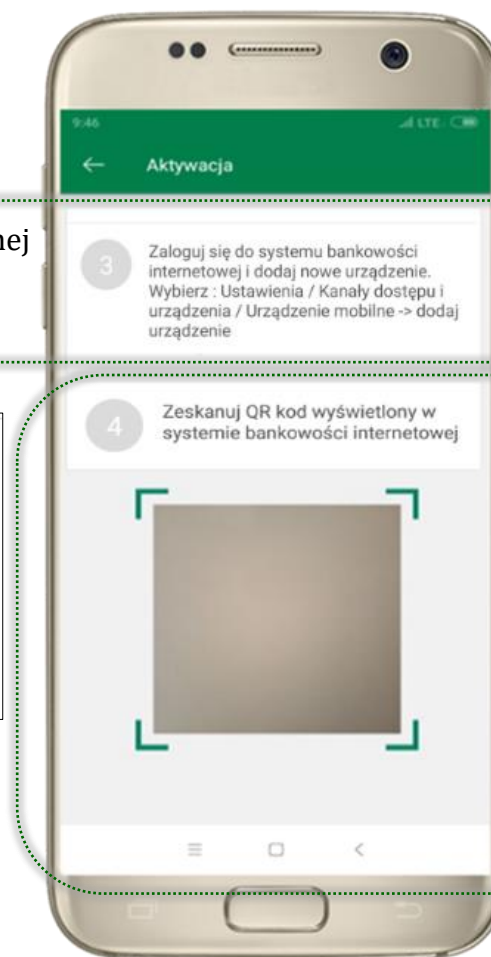 9:46
LTE
Aktywacja
nej
3
Zaloguj się do systemu bankowości
internetowej i dodaj nowe urządzenie.
Wybierz : Ustawienia / Kanały dostępu i
urządzenia / Urządzenie mobilne -> dodaj
urządzenie
4
Zeskanuj QR kod wyświetlony w
systemie bankowości internetowej